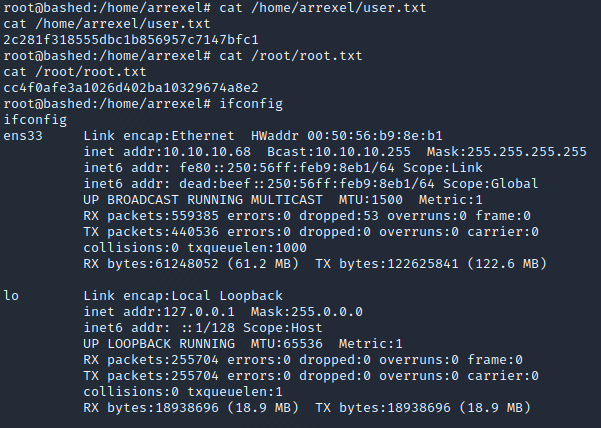 root@bashed:/home/arrexel# cat /home/arrexel/user.txt
cat /home/arrexel/user.txt
2c281f318555dbc1b856957c7147bfc1
root@bashed:/home/arrexel# cat /root/root.txt
cat /root/root.txt
cc4f0afe3a1026d402ba10329674a8e2
root@bashed:/home/arrexel# ifconfig
ifconfig
ens33     Link encap:Ethernet  HWaddr 00:50:56:b9:8e:b1
          inet addr:10.10.10.68  Bcast:10.10.10.255  Mask:255.255.255.255
          inet6 addr: fe80::250:56ff:feb9:8eb1/64 Scope:Link
          inet6 addr: dead:beef::250:56ff:feb9:8eb1/64 Scope:Global
          UP BROADCAST RUNNING MULTICAST  MTU:1500  Metric:1
          RX packets:559385 errors:0 dropped:53 overruns:0 frame:0
          TX packets:440536 errors:0 dropped:0 overruns:0 carrier:0
          collisions:0 txqueuelen:1000
          RX bytes:61248052 (61.2 MB)  TX bytes:122625841 (122.6 MB)

lo        Link encap:Local Loopback
          inet addr:127.0.0.1  Mask:255.0.0.0
          inet6 addr: ::1/128 Scope:Host
          UP LOOPBACK RUNNING  MTU:65536  Metric:1
          RX packets:255704 errors:0 dropped:0 overruns:0 frame:0
          TX packets:255704 errors:0 dropped:0 overruns:0 carrier:0
          collisions:0 txqueuelen:1
          RX bytes:18938696 (18.9 MB)  TX bytes:18938696 (18.9 MB)